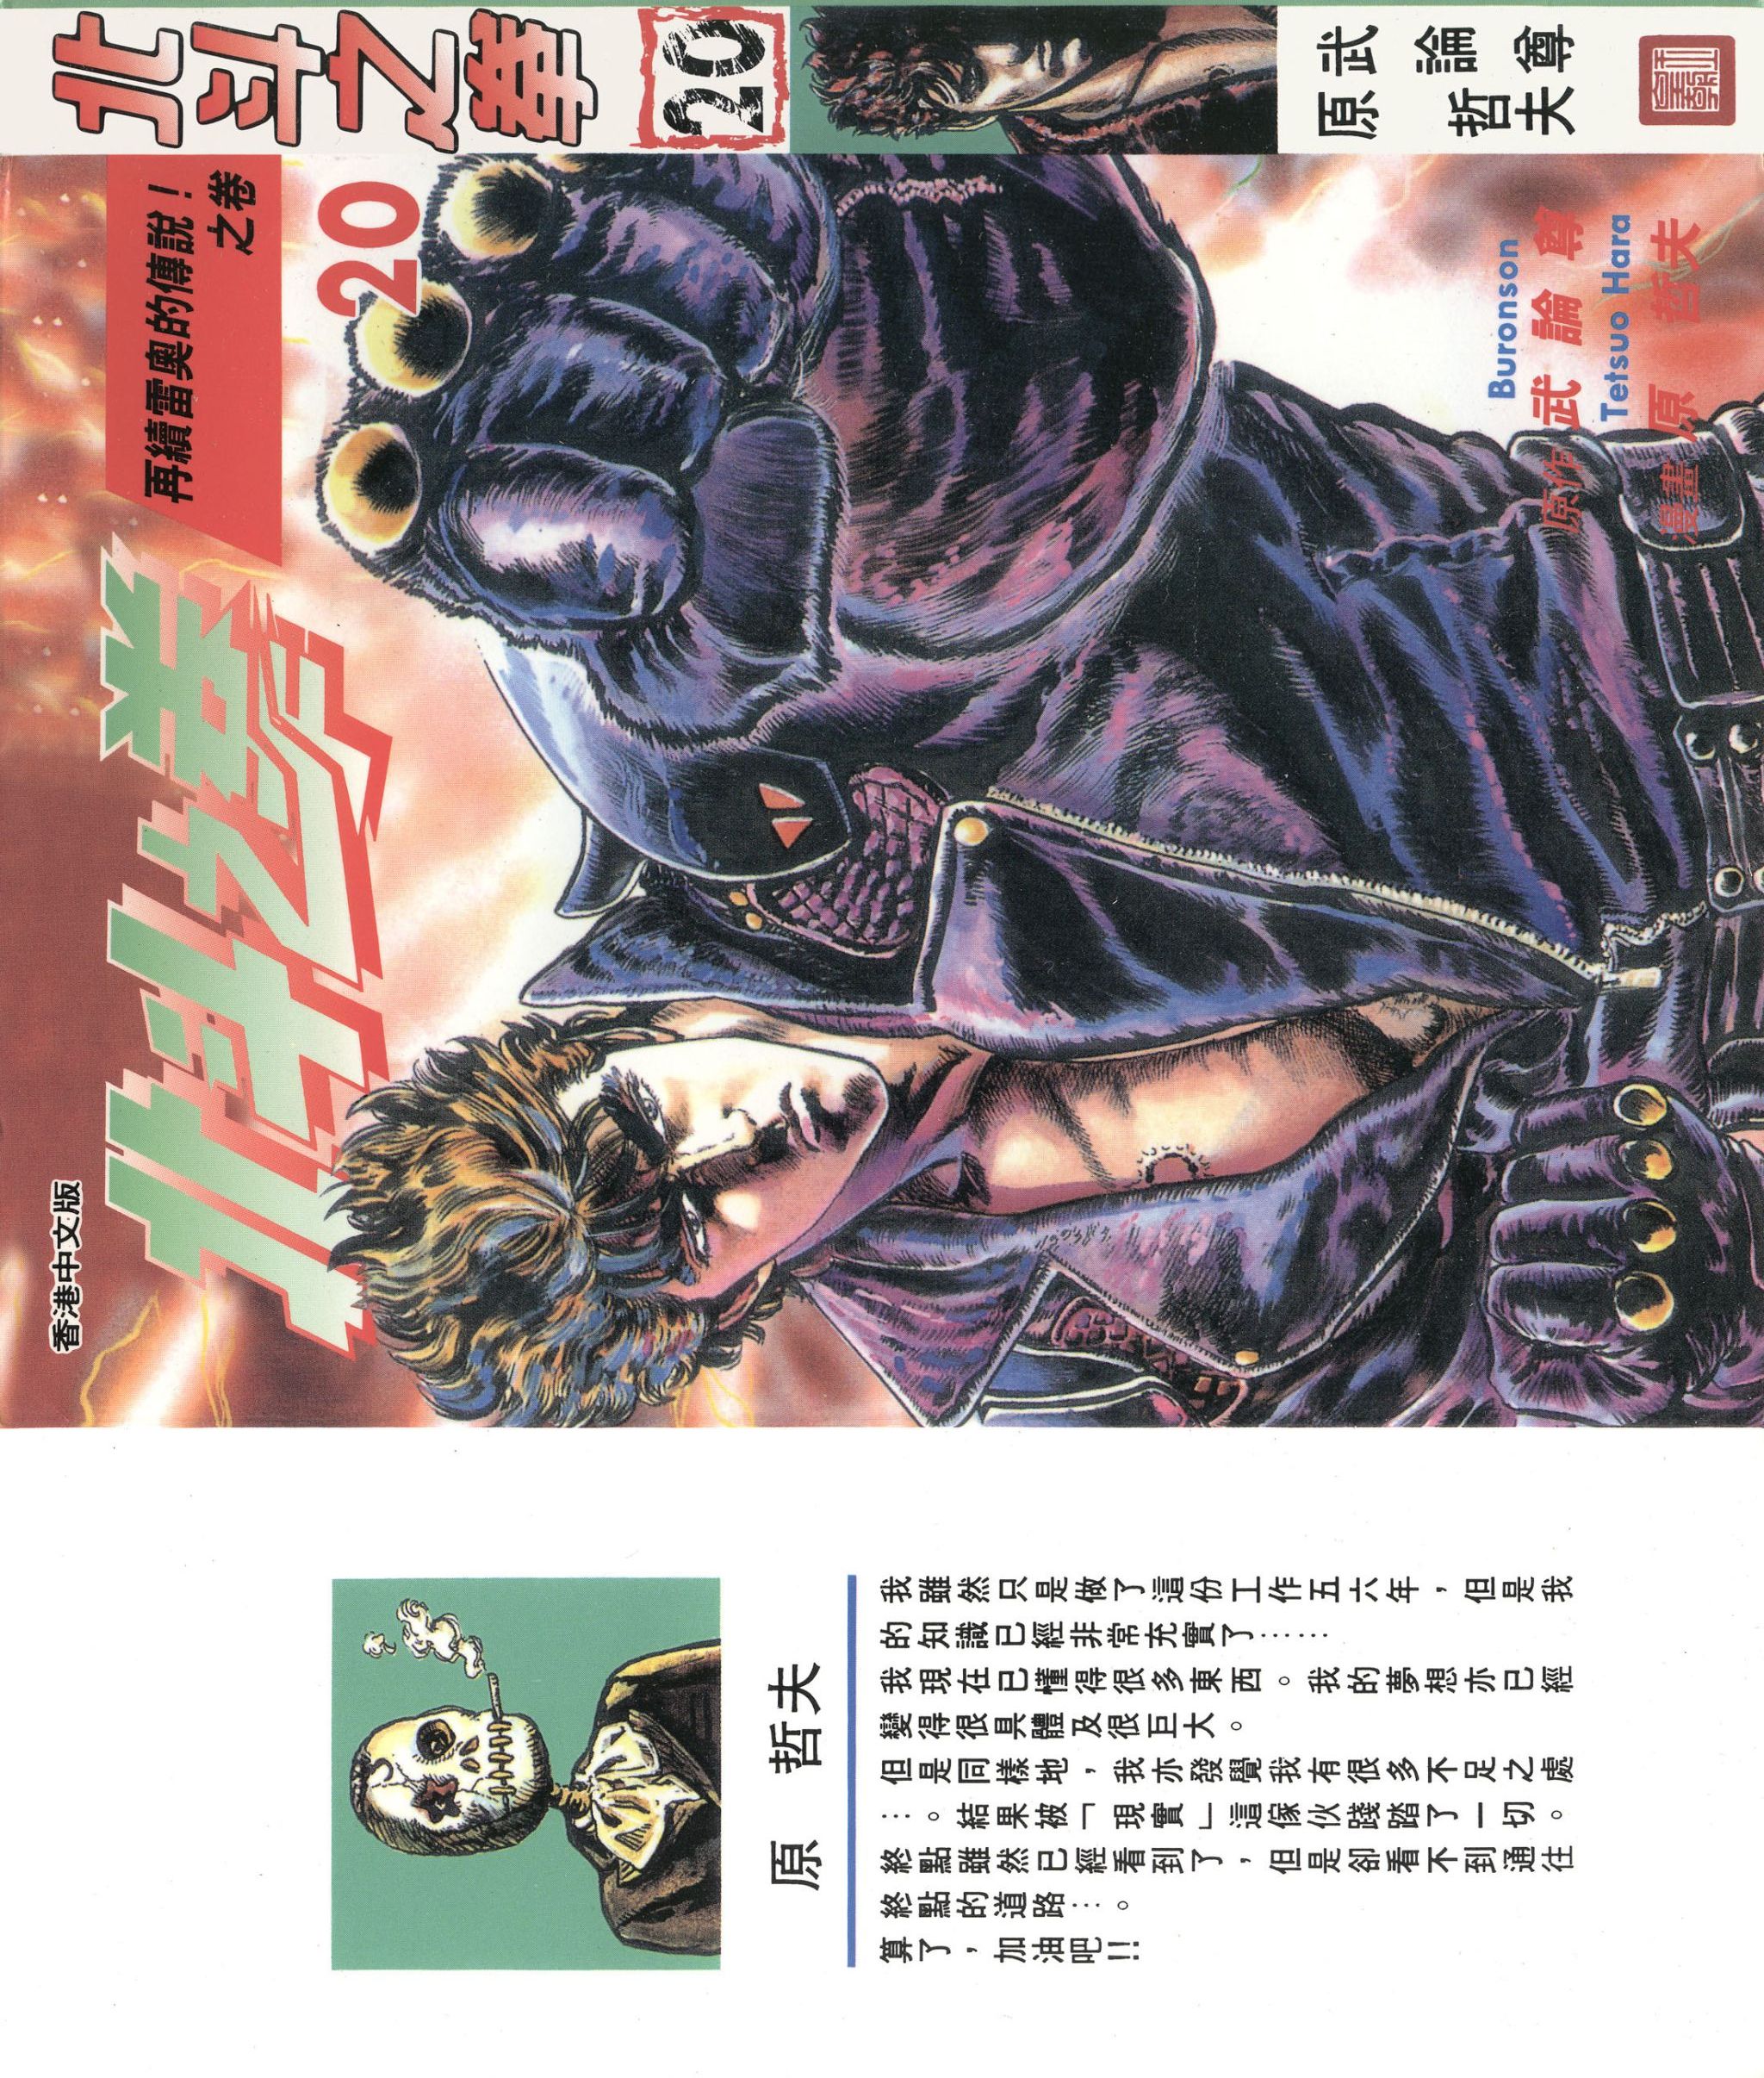 北斗之拳
20
武論尊
原哲夫
香港中文版
北斗之拳
再續雷奧的傳說！
之卷
20
Buronson
原作 武論尊
Tetsuo Hara
漫畫 原 哲夫
原 哲夫
我雖然只是做了這份工作五六年，但是我
的知識已經非常充實了……
我現在已懂得很多東西。我的夢想亦已經
變得很具體及很巨大。
但是同樣地，我亦發覺我有很多不足之處
…。結果被「現實」這傢伙踐踏了一切。
終點雖然已經看到了，但是卻看不到通往
終點的道路…。
算了，加油吧!!